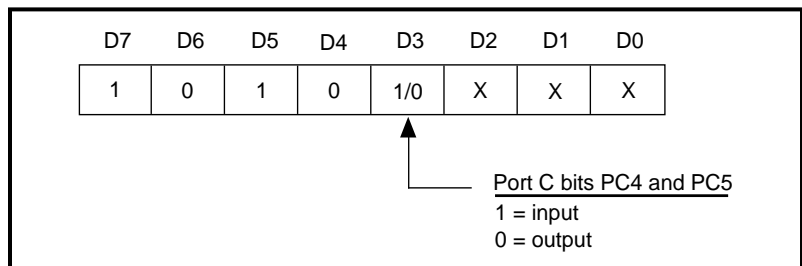 D7 D6 D5 D4 D3 D2 D1 D0
1 0 1 0 1/0 X X X
Port C bits PC4 and PC5
1 = input
0 = output